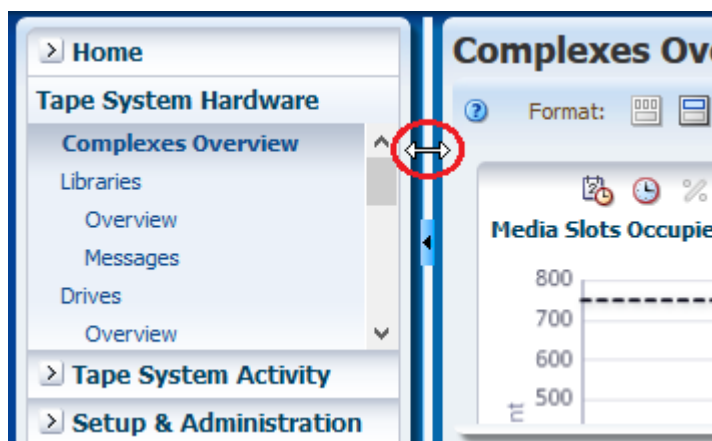 Home
Tape System Hardware
Complexes Overview
Libraries
Overview
Messages
Drives
Overview
Tape System Activity
Setup & Administration
Complexes
Format:
Media Slots
800
700
600
500